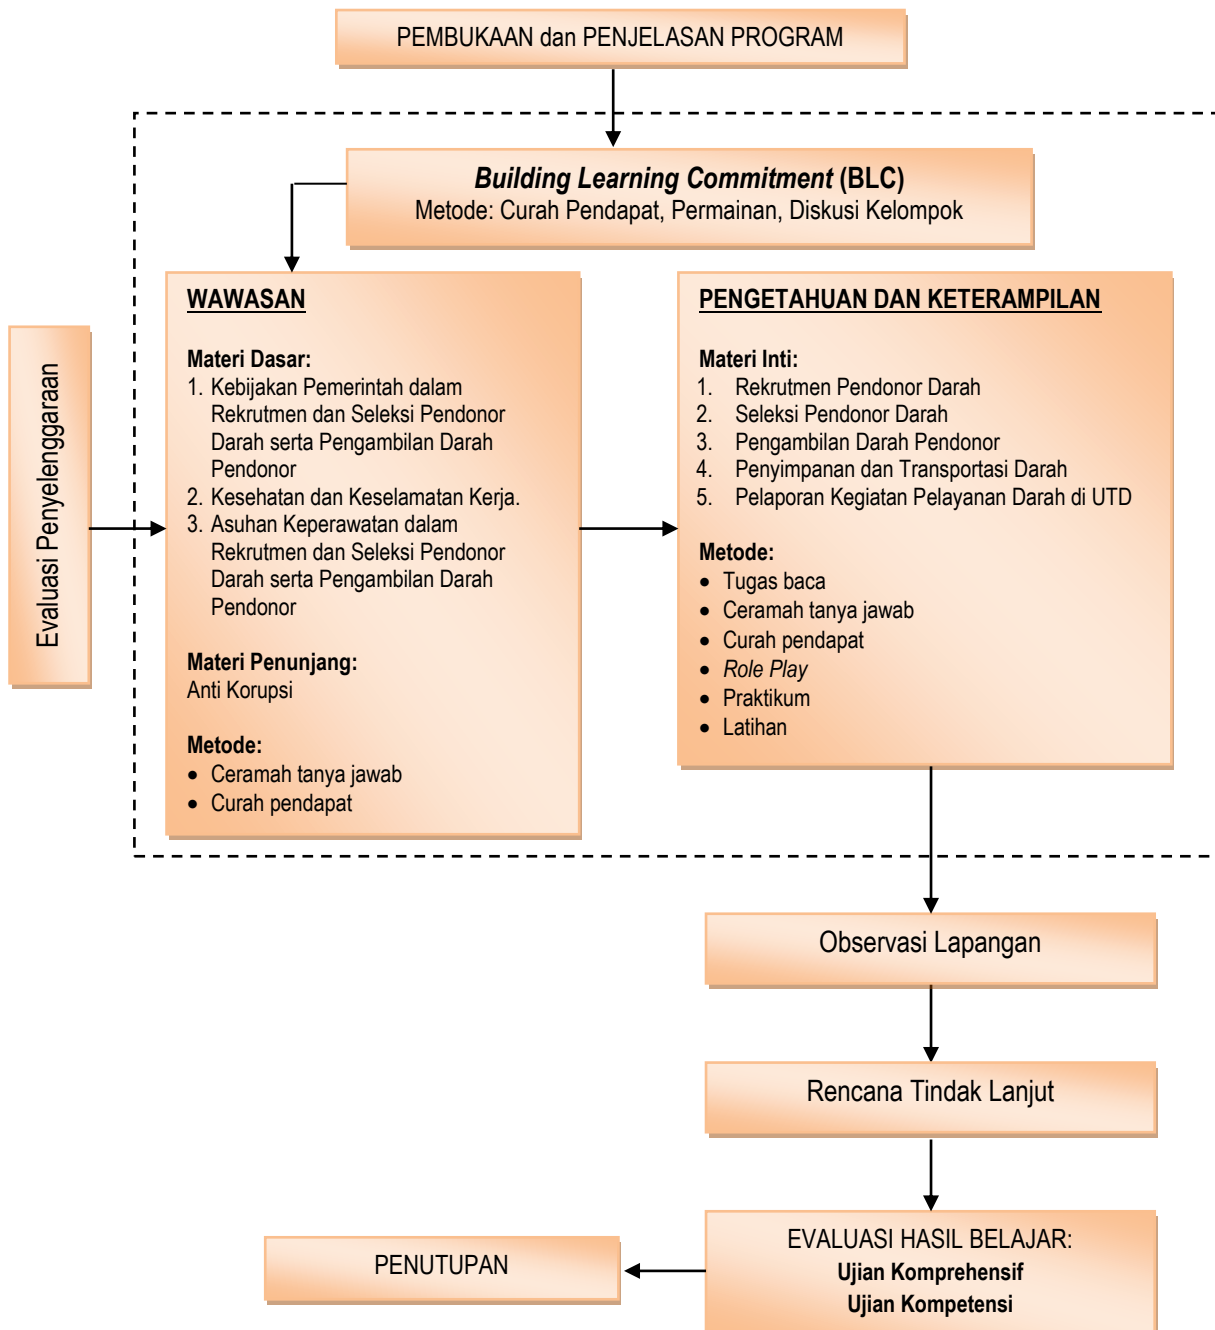 PEMBUKAAN dan PENJELASAN PROGRAM
Building Learning Commitment (BLC)
Metode: Curah Pendapat, Permainan, Diskusi Kelompok
Evaluasi Penyelenggaraan
WAWASAN
Materi Dasar:
1. Kebijakan Pemerintah dalam
Rekrutmen dan Seleksi Pendonor
Darah serta Pengambilan Darah
Pendonor
2. Kesehatan dan Keselamatan Kerja.
3. Asuhan Keperawatan dalam
Rekrutmen dan Seleksi Pendonor
Darah serta Pengambilan Darah
Pendonor
Materi Penunjang:
Anti Korupsi
Metode:
• Ceramah tanya jawab
• Curah pendapat
PENGETAHUAN DAN KETERAMPILAN
Materi Inti:
1. Rekrutmen Pendonor Darah
2. Seleksi Pendonor Darah
3. Pengambilan Darah Pendonor
4. Penyimpanan dan Transportasi Darah
5. Pelaporan Kegiatan Pelayanan Darah di UTD
Metode:
• Tugas baca
• Ceramah tanya jawab
• Curah pendapat
• Role Play
• Praktikum
• Latihan
Observasi Lapangan
Rencana Tindak Lanjut
EVALUASI HASIL BELAJAR:
Ujian Komprehensif
Ujian Kompetensi
PENUTUPAN